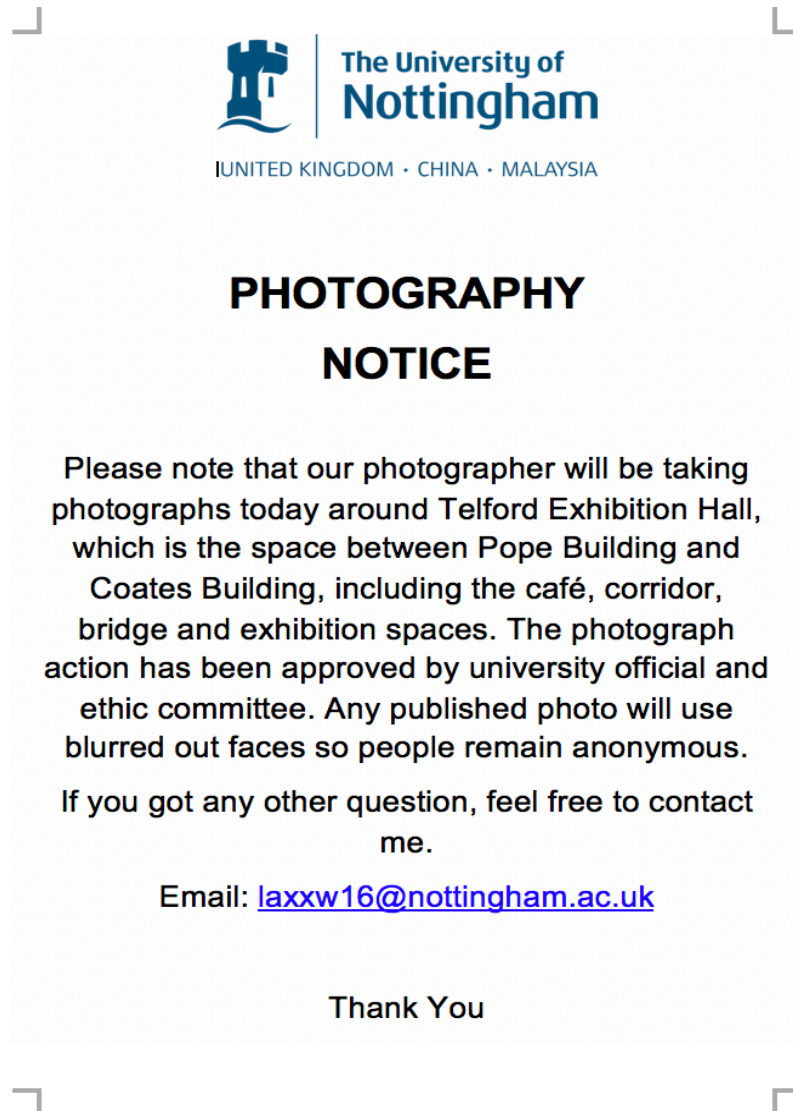 The University of
Nottingham
UNITED KINGDOM · CHINA · MALAYSIA
PHOTOGRAPHY
NOTICE
Please note that our photographer will be taking
photographs today around Telford Exhibition Hall,
which is the space between Pope Building and
Coates Building, including the café, corridor,
bridge and exhibition spaces. The photograph
action has been approved by university official and
ethic committee. Any published photo will use
blurred out faces so people remain anonymous.
If you got any other question, feel free to contact
me.
Email: laxxw16@nottingham.ac.uk
Thank You